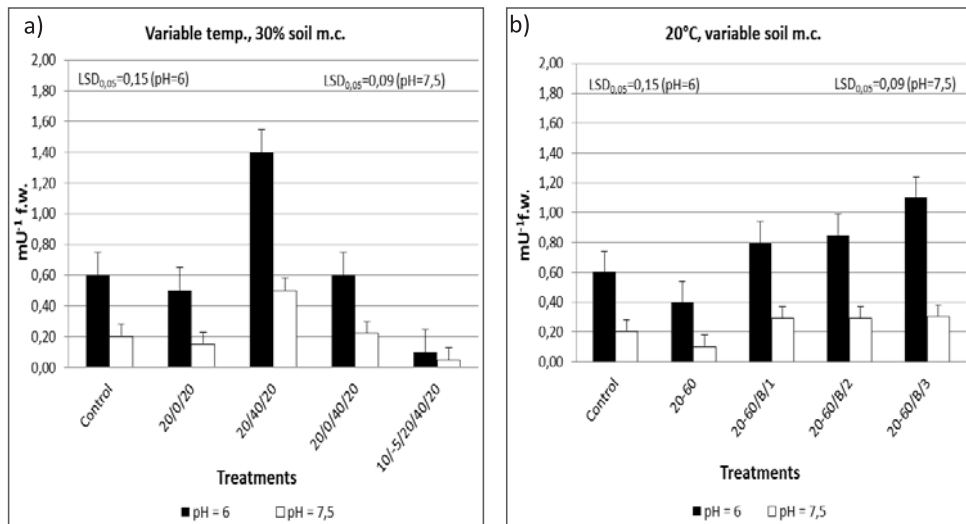 a)
Variable temp., 30% soil m.c.
2,00
LSD0,05=0,15 (pH=6) LSD0,05=0,09 (pH=7,5)
1,80
1,60
1,40
1,20
1,00
0,80
0,60
0,40
0,20
0,00
mU-1 f.w.
Control
20/0/20
20/40/20
20/0/40/20
10/-5/20/40/20
Treatments
pH = 6 pH = 7,5
b)
20°C, variable soil m.c.
2,00
LSD0,05=0,15 (pH=6) LSD0,05=0,09 (pH=7,5)
1,80
1,60
1,40
1,20
1,00
0,80
0,60
0,40
0,20
0,00
mU-1 f.w.
Control
20-60
20-60/B/1
20-60/B/2
20-60/B/3
Treatments
pH = 6 pH = 7,5